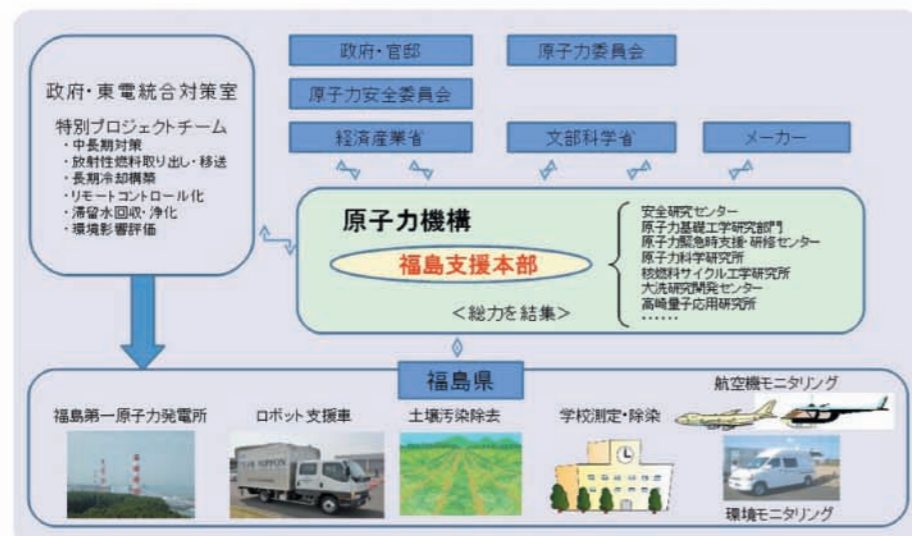 政府・東電統合対策室
特別プロジェクトチーム
・中長期対策
・放射性燃料取り出し・移送
・長期冷却構築
・リモートコントロール化
・滞留水回収・浄化
・環境影響評価
政府・官邸
原子力委員会
原子力安全委員会
経済産業省
文部科学省
メーカー
原子力機構
福島支援本部
<総力を結集>
安全研究センター
原子力基礎工学研究部門
原子力緊急時支援・研修センター
原子力科学研究所
核燃料サイクル工学研究所
大洗研究開発センター
高崎量子応用研究所
……
福島県
福島第一原子力発電所
ロボット支援車
土壌汚染除去
学校測定・除染
航空機モニタリング
環境モニタリング